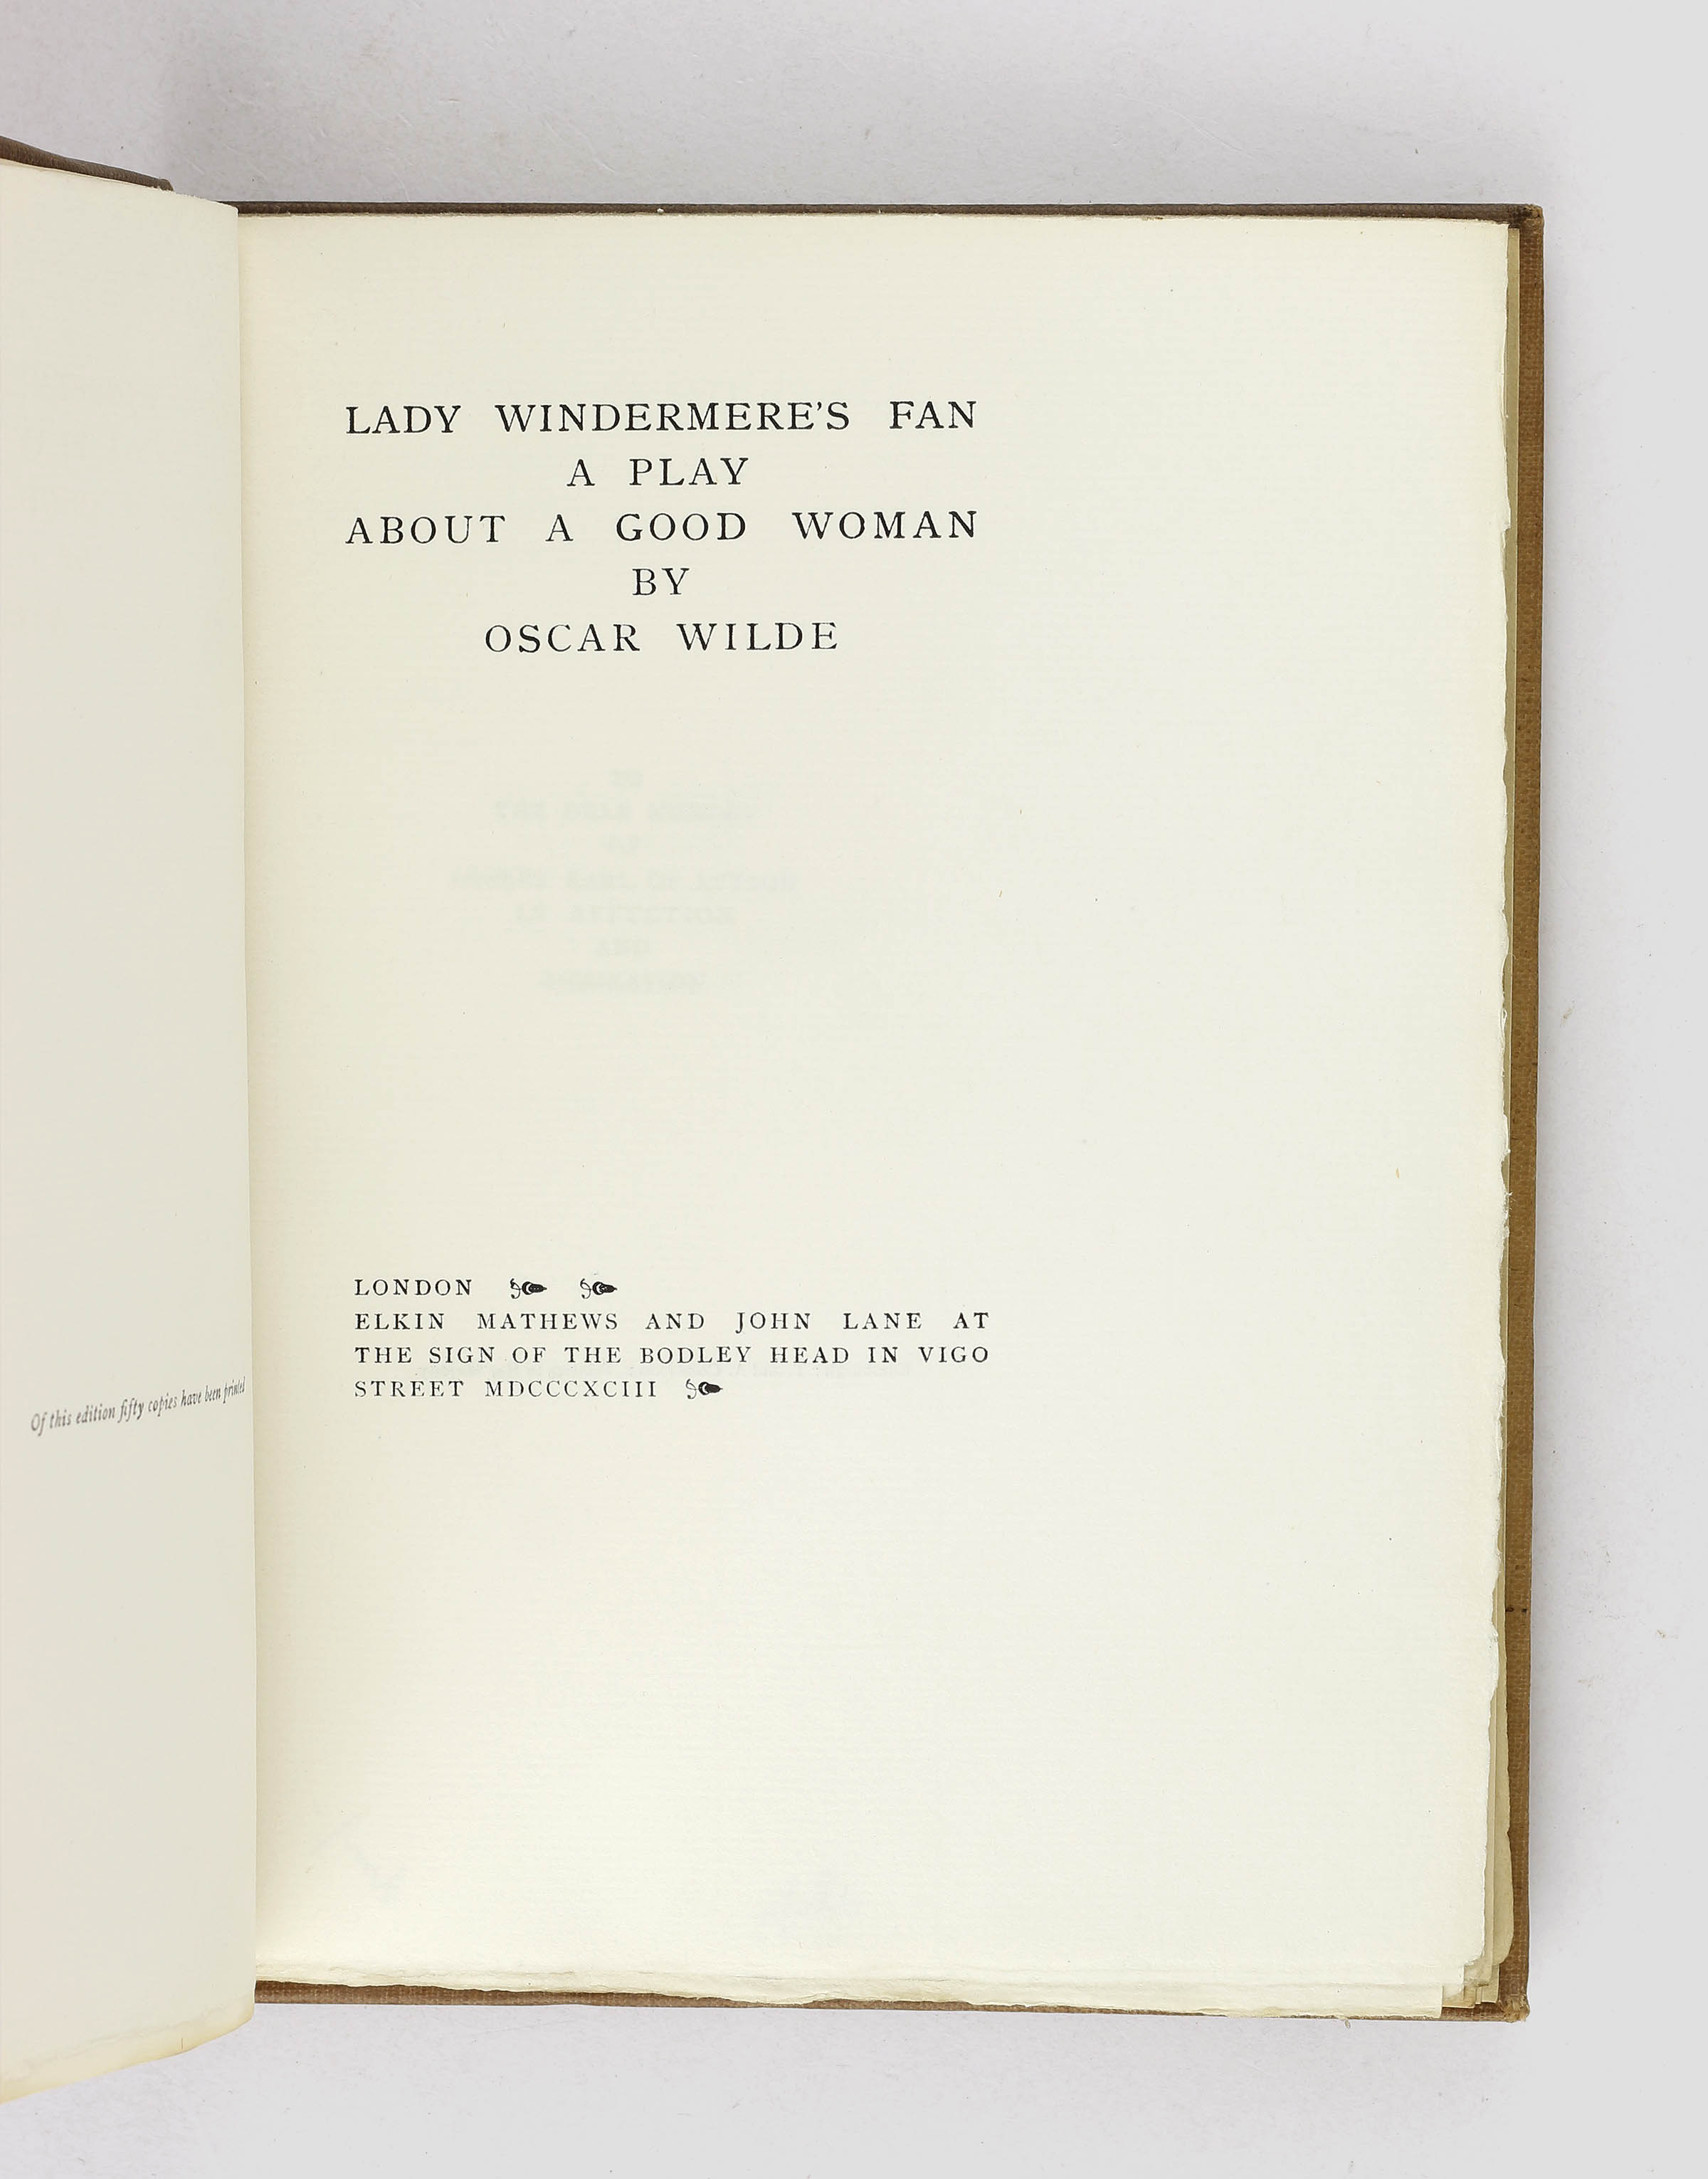 Of this edition fifty copies have been printed
LADY WINDERMERE'S FAN
A PLAY
ABOUT A GOOD WOMAN
BY
OSCAR WILDE
LONDON
ELKIN MATHEWS AND JOHN LANE AT
THE SIGN OF THE BODLEY HEAD IN VIGO
STREET MDCCCXCIII